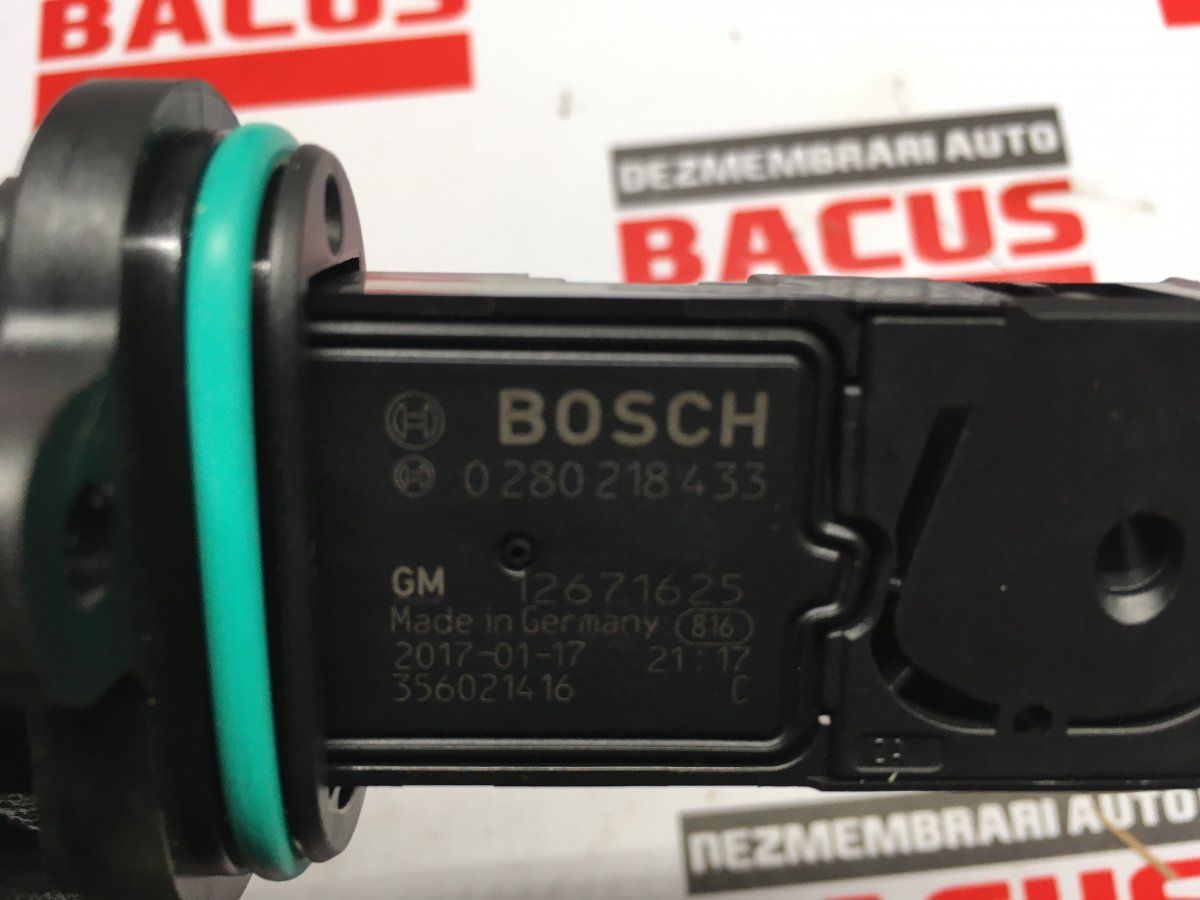 BACUS
DEZMEMBRARI AUTO
BACUS
BOSCH
0 280 218 433
GM 12671625
Made in Germany 816
2017-01-17 21:17
356021416 C
DEZMEMBRARI AUTO
BACUS